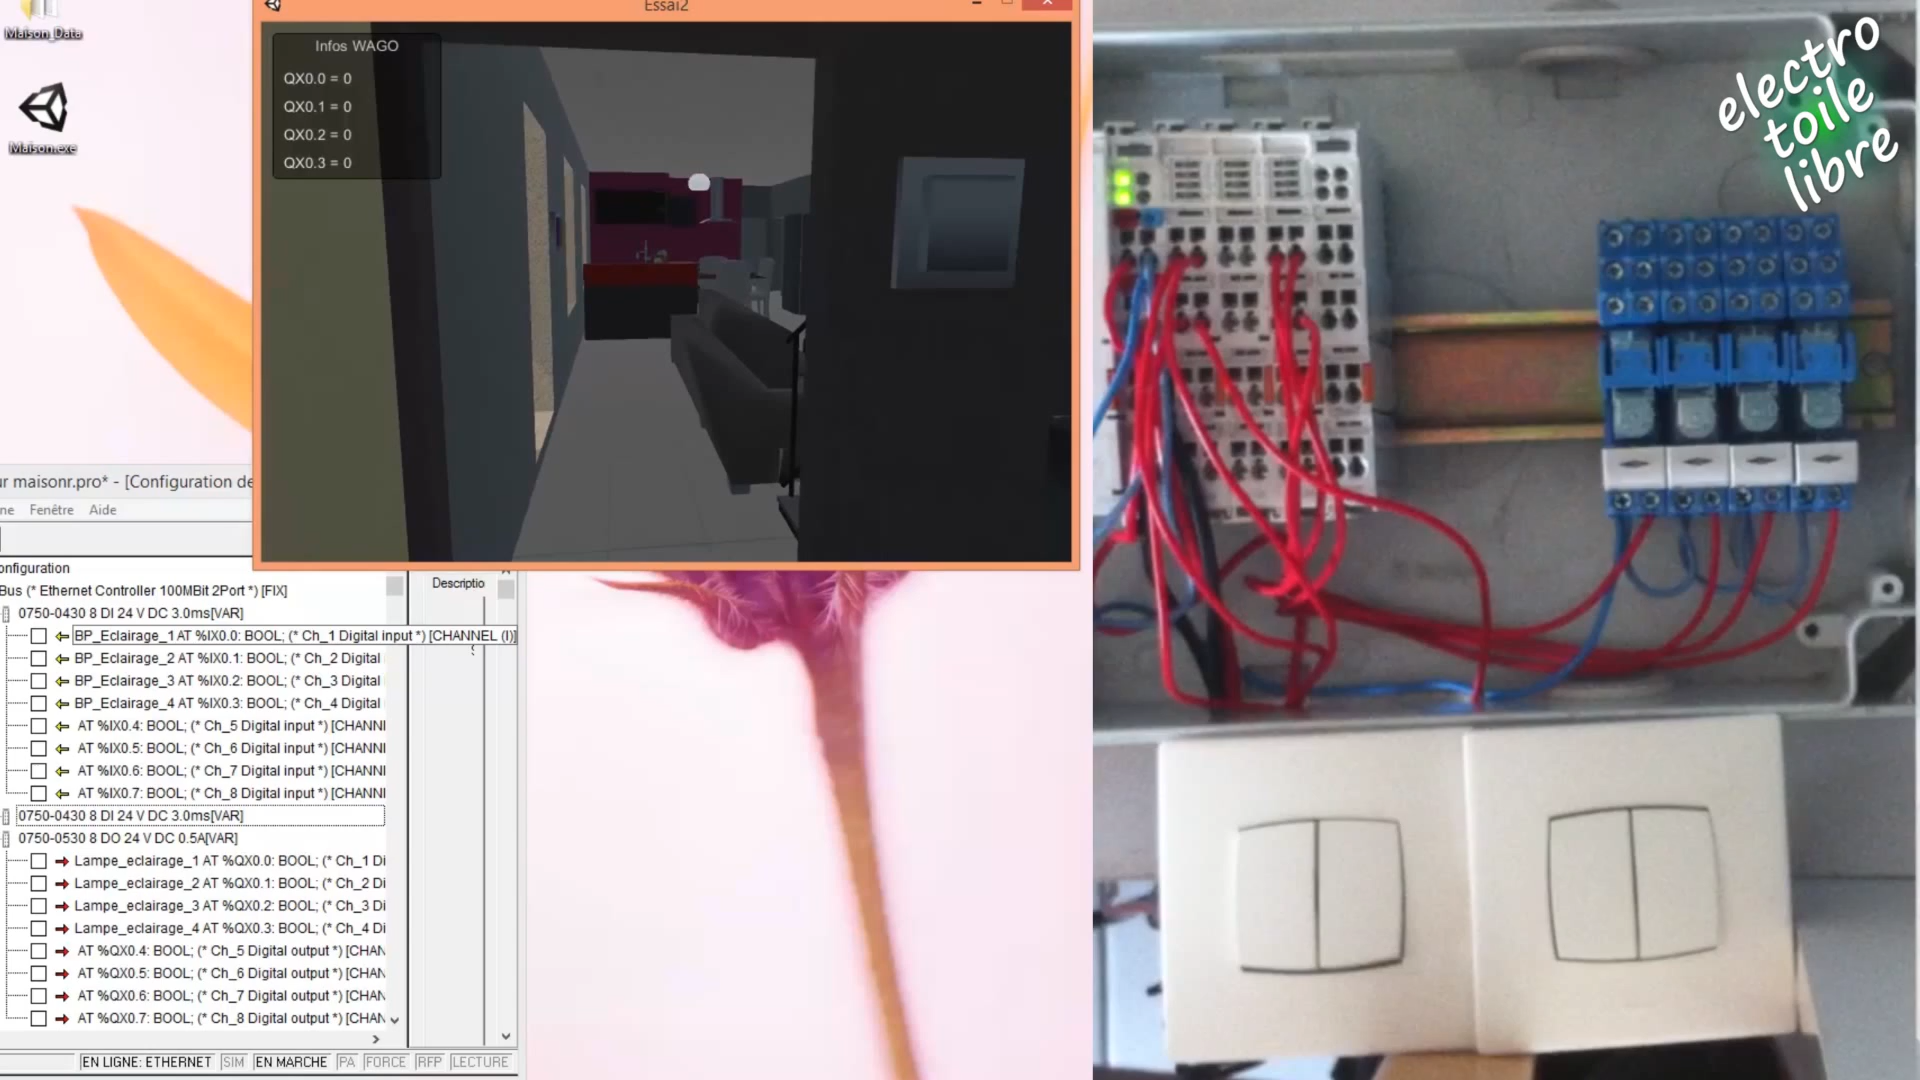 Maison_Data
Maison.exe
Essai2
Infos WAGO
QX0.0 = 0
QX0.1 = 0
QX0.2 = 0
QX0.3 = 0
electro
toile
libre
ur maisonr.pro* - [Configuration de
ne Fenêtre Aide
onfiguration
Bus (* Ethernet Controller 100MBit 2Port *) [FIX]
Descriptio
0750-0430 8 DI 24 V DC 3.0ms[VAR]
BP_Eclairage_1 AT %IX0.0: BOOL; (* Ch_1 Digital input *) [CHANNEL (I)]
BP_Eclairage_2 AT %IX0.1: BOOL; (* Ch_2 Digital
BP_Eclairage_3 AT %IX0.2: BOOL; (* Ch_3 Digital
BP_Eclairage_4 AT %IX0.3: BOOL; (* Ch_4 Digital
AT %IX0.4: BOOL; (* Ch_5 Digital input *) [CHANN
AT %IX0.5: BOOL; (* Ch_6 Digital input *) [CHANN
AT %IX0.6: BOOL; (* Ch_7 Digital input *) [CHANN
AT %IX0.7: BOOL; (* Ch_8 Digital input *) [CHANN
0750-0430 8 DI 24 V DC 3.0ms[VAR]
0750-0530 8 DO 24 V DC 0.5A[VAR]
Lampe_eclairage_1 AT %QX0.0: BOOL; (* Ch_1 Di
Lampe_eclairage_2 AT %QX0.1: BOOL; (* Ch_2 Di
Lampe_eclairage_3 AT %QX0.2: BOOL; (* Ch_3 Di
Lampe_eclairage_4 AT %QX0.3: BOOL; (* Ch_4 Di
AT %QX0.4: BOOL; (* Ch_5 Digital output *) [CHAN
AT %QX0.5: BOOL; (* Ch_6 Digital output *) [CHAN
AT %QX0.6: BOOL; (* Ch_7 Digital output *) [CHAN
AT %QX0.7: BOOL; (* Ch_8 Digital output *) [CHAN
EN LIGNE: ETHERNET SIM EN MARCHE PA FORCE RFP LECTURE